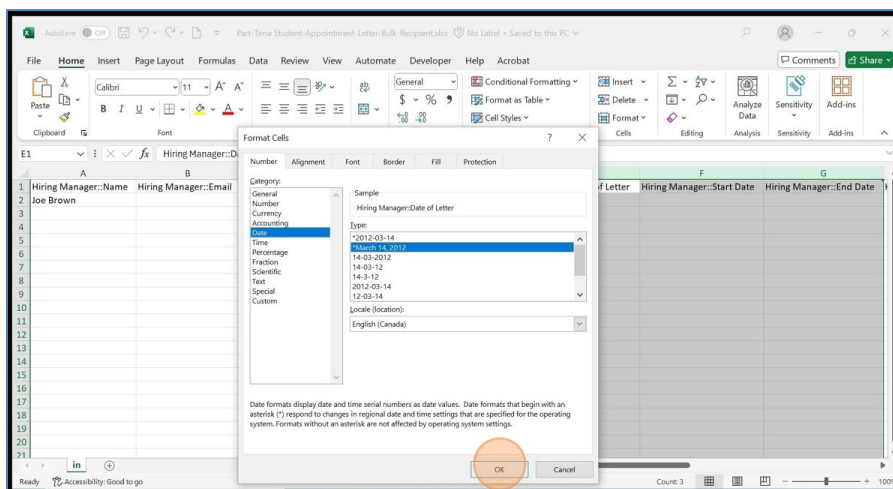 AutoSave Off Part-Time Student-Appointment-Letter-Bulk-Recipient.xlsx No Label • Saved to this PC
File Home Insert Page Layout Formulas Data Review View Automate Developer Help Acrobat Comments Share
Paste Calibri 11 A A General Conditional Formatting Insert Analyze Data Sensitivity Add-ins
B I U A $ % 9 Format as Table Delete
Cell Styles Format
Clipboard Font Cells Editing Analysis Sensitivity Add-ins
E1 fx Hiring Manager::D
A B F G
1 Hiring Manager::Name Hiring Manager::Email of Letter Hiring Manager::Start Date Hiring Manager::End Date
2 Joe Brown
3
4
5
6
7
8
9
10
11
12
13
14
15
16
17
18
19
20
21
Format Cells ?
Number Alignment Font Border Fill Protection
Category:
General
Number
Currency
Accounting
Date
Time
Percentage
Fraction
Scientific
Text
Special
Custom
Sample
Hiring Manager::Date of Letter
Type:
*2012-03-14
*March 14, 2012
14-03-2012
14-03-12
14-3-12
2012-03-14
12-03-14
Locale (location):
English (Canada)
Date formats display date and time serial numbers as date values. Date formats that begin with an
asterisk (*) respond to changes in regional date and time settings that are specified for the operating
system. Formats without an asterisk are not affected by operating system settings.
OK Cancel
in
Ready Accessibility: Good to go Count: 3 100